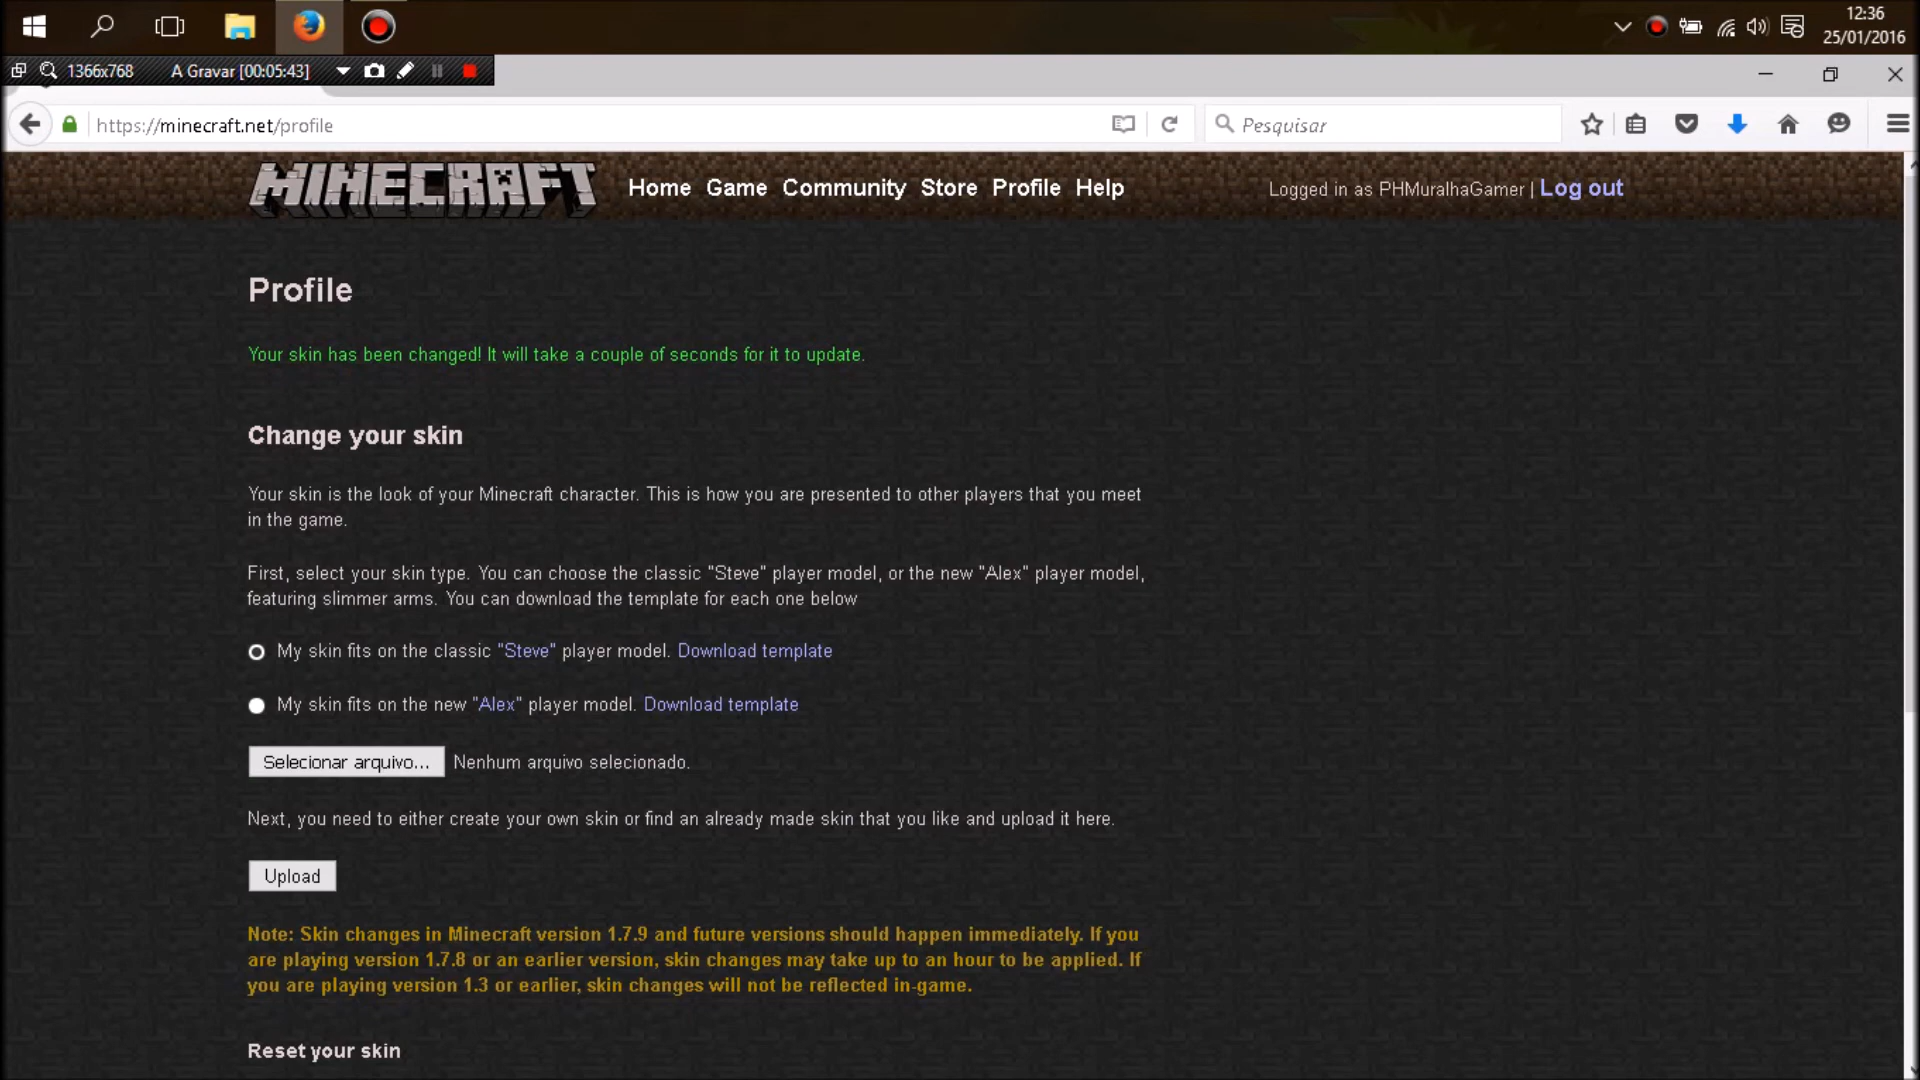 12:36
25/01/2016
1366x768 A Gravar [00:05:43]
https://minecraft.net/profile
Pesquisar
MINECRAFT
Home Game Community Store Profile Help
Logged in as PHMuralhaGamer | Log out
Profile
Your skin has been changed! It will take a couple of seconds for it to update.
Change your skin
Your skin is the look of your Minecraft character. This is how you are presented to other players that you meet
in the game.
First, select your skin type. You can choose the classic "Steve" player model, or the new "Alex" player model,
featuring slimmer arms. You can download the template for each one below
My skin fits on the classic "Steve" player model. Download template
My skin fits on the new "Alex" player model. Download template
Selecionar arquivo... Nenhum arquivo selecionado.
Next, you need to either create your own skin or find an already made skin that you like and upload it here.
Upload
Note: Skin changes in Minecraft version 1.7.9 and future versions should happen immediately. If you
are playing version 1.7.8 or an earlier version, skin changes may take up to an hour to be applied. If
you are playing version 1.3 or earlier, skin changes will not be reflected in-game.
Reset your skin